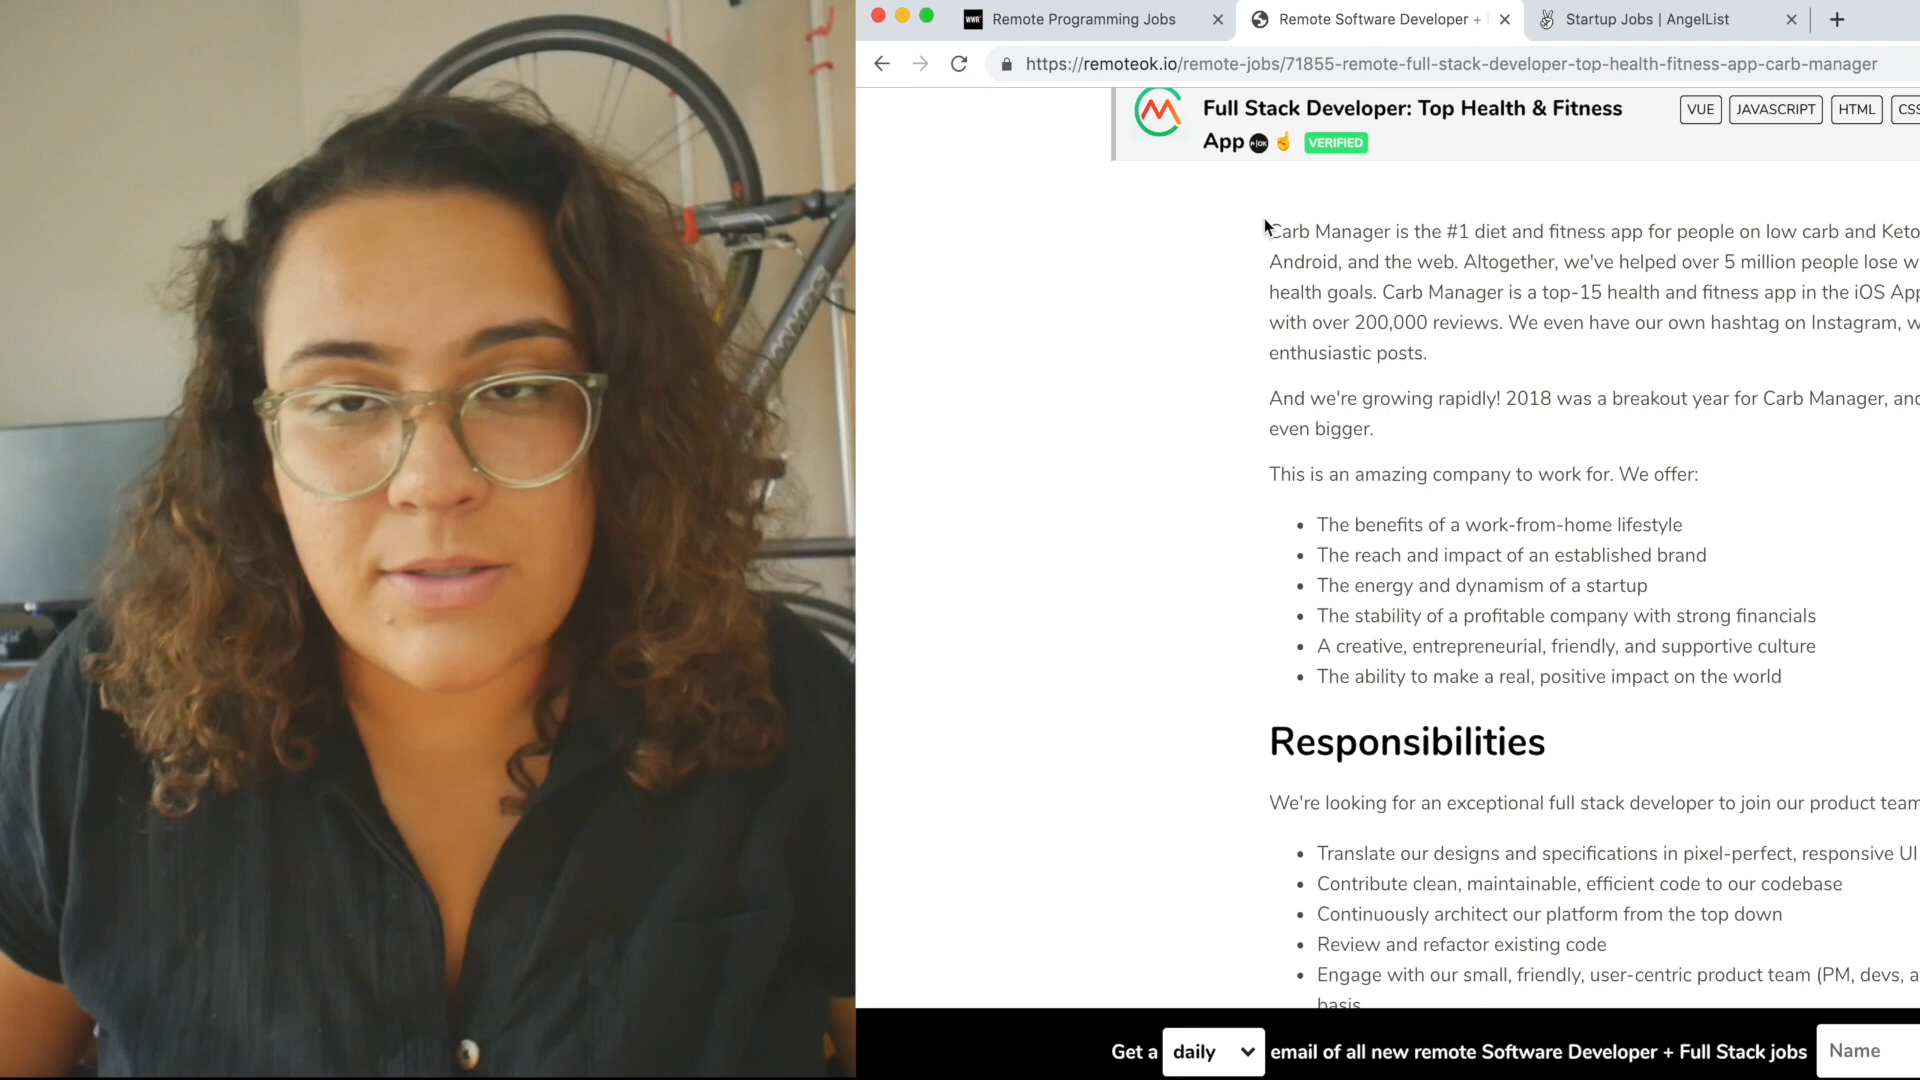 Remote Programming Jobs
Remote Software Developer +
Startup Jobs | AngelList
https://remoteok.io/remote-jobs/71855-remote-full-stack-developer-top-health-fitness-app-carb-manager
Full Stack Developer: Top Health & Fitness
App VERIFIED
VUE JAVASCRIPT HTML CSS
Carb Manager is the #1 diet and fitness app for people on low carb and Keto
Android, and the web. Altogether, we've helped over 5 million people lose w
health goals. Carb Manager is a top-15 health and fitness app in the iOS App
with over 200,000 reviews. We even have our own hashtag on Instagram, w
enthusiastic posts.
And we're growing rapidly! 2018 was a breakout year for Carb Manager, and
even bigger.
This is an amazing company to work for. We offer:
• The benefits of a work-from-home lifestyle
• The reach and impact of an established brand
• The energy and dynamism of a startup
• The stability of a profitable company with strong financials
• A creative, entrepreneurial, friendly, and supportive culture
• The ability to make a real, positive impact on the world
Responsibilities
We're looking for an exceptional full stack developer to join our product team
• Translate our designs and specifications in pixel-perfect, responsive UI
• Contribute clean, maintainable, efficient code to our codebase
• Continuously architect our platform from the top down
• Review and refactor existing code
• Engage with our small, friendly, user-centric product team (PM, devs, a
basis
Get a daily email of all new remote Software Developer + Full Stack jobs Name